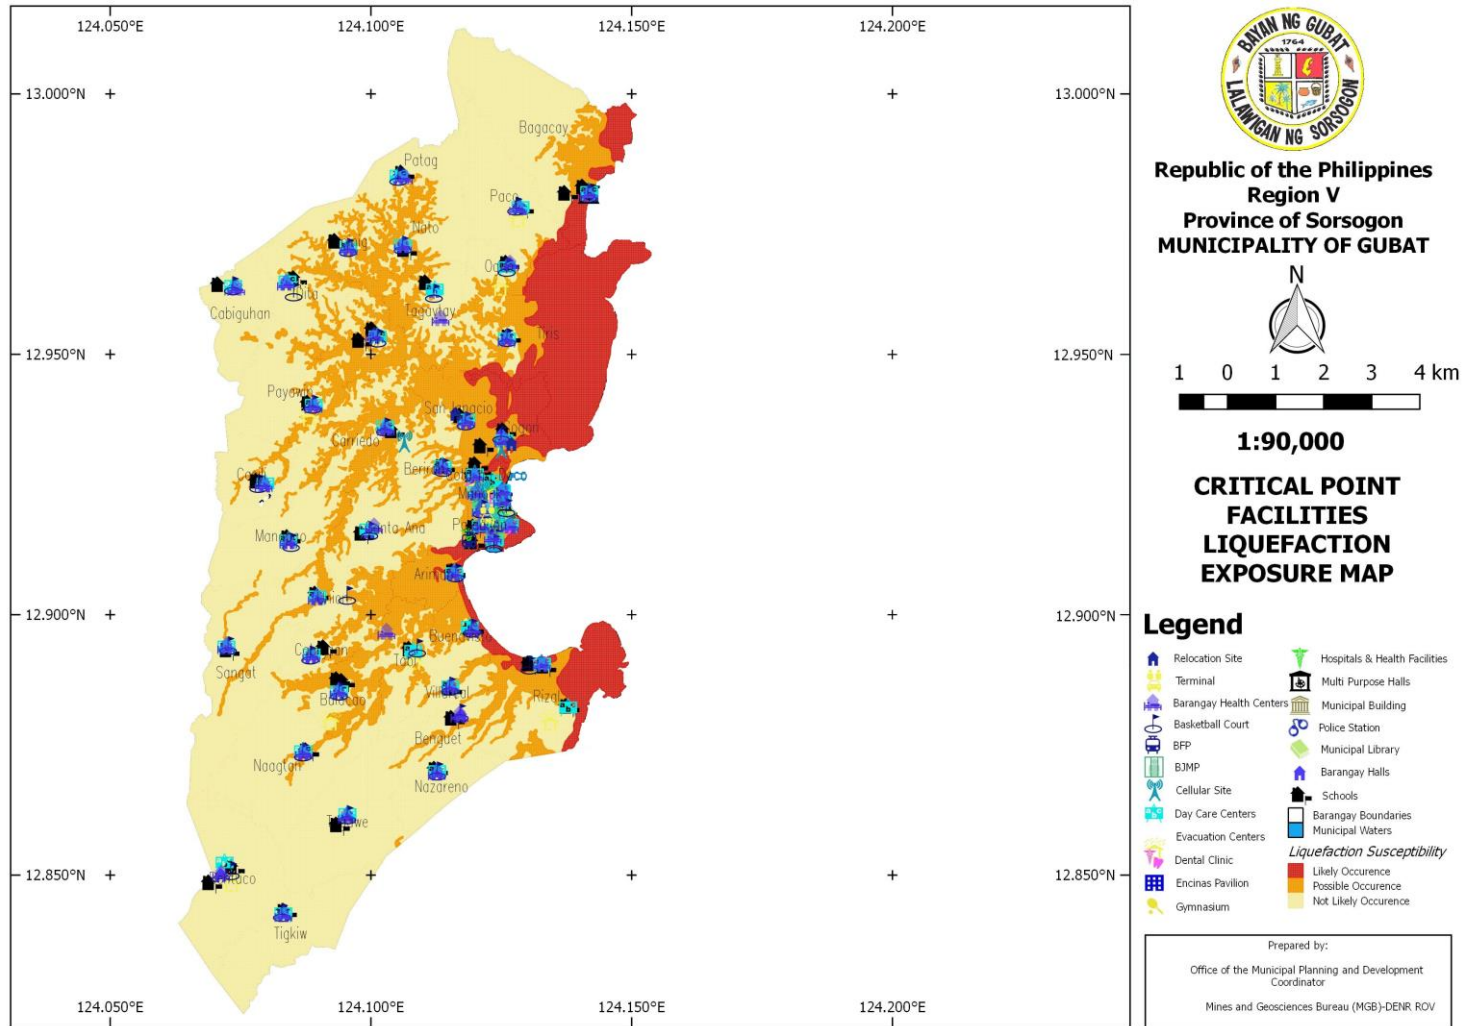 124.050°E
124.100°E
124.150°E
124.200°E
13.000°N
13.000°N
12.950°N
12.950°N
12.900°N
12.900°N
12.850°N
12.850°N
124.050°E
124.100°E
124.150°E
124.200°E
Bagacay
Patag
Paco
Nato
Cabiguhan
Tagaytay
Tiris
Payawin
San Ignacio
Carriedo
Sangat
Buenavista
Villareal
Rizal
Bulacao
Benguet
Naagtan
Nazareno
Tigkiw
BAYAN NG GUBAT
1764
LALAWIGAN NG SORSOGON
Republic of the Philippines
Region V
Province of Sorsogon
MUNICIPALITY OF GUBAT
N
1 0 1 2 3 4 km
1:90,000
CRITICAL POINT
FACILITIES
LIQUEFACTION
EXPOSURE MAP
Legend
Relocation Site
Terminal
Barangay Health Centers
Basketball Court
BFP
BJMP
Cellular Site
Day Care Centers
Evacuation Centers
Dental Clinic
Encinas Pavilion
Gymnasium
Hospitals & Health Facilities
Multi Purpose Halls
Municipal Building
Police Station
Municipal Library
Barangay Halls
Schools
Barangay Boundaries
Municipal Waters
Liquefaction Susceptibility
Likely Occurence
Possible Occurence
Not Likely Occurence
Prepared by:
Office of the Municipal Planning and Development
Coordinator
Mines and Geosciences Bureau (MGB)-DENR ROV